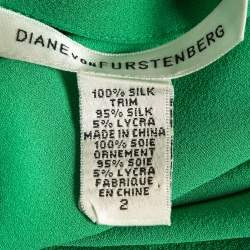 DIANE VON FURSTENBERG
100% SILK
TRIM
95% SILK
5% LYCRA
MADE IN CHINA
100% SOIE
ORNEMENT
95% SOIE
5% LYCRA
FABRIQUE
EN CHINE
2